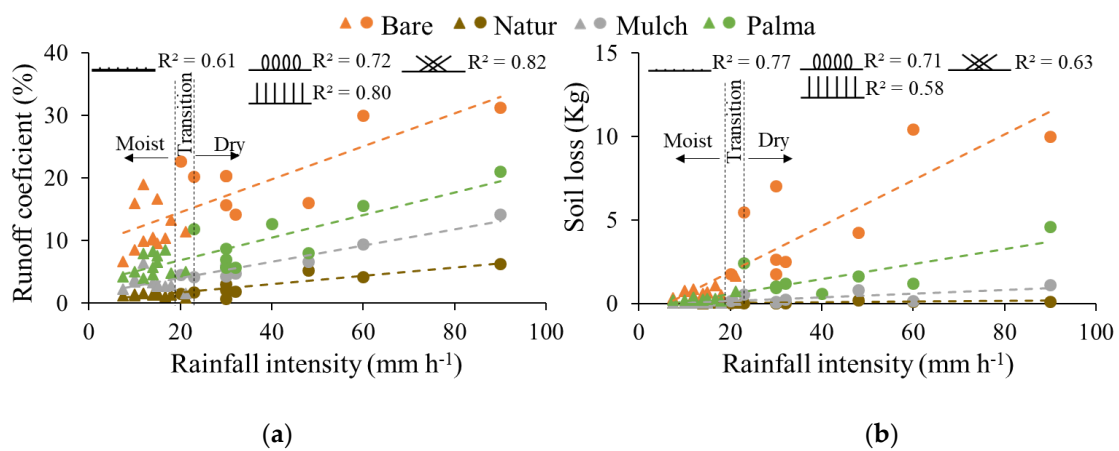 Bare Natur Mulch Palma
R² = 0.61
R² = 0.72
R² = 0.82
R² = 0.80
Moist
Transition
Dry
Runoff coeficient (%)
40
30
20
10
0
0 20 40 60 80 100
Rainfall intensity (mm h⁻¹)
(a)
R² = 0.77
R² = 0.71
R² = 0.63
R² = 0.58
Moist
Transition
Dry
Soil loss (Kg)
15
10
5
0
0 20 40 60 80 100
Rainfall intensity (mm h⁻¹)
(b)